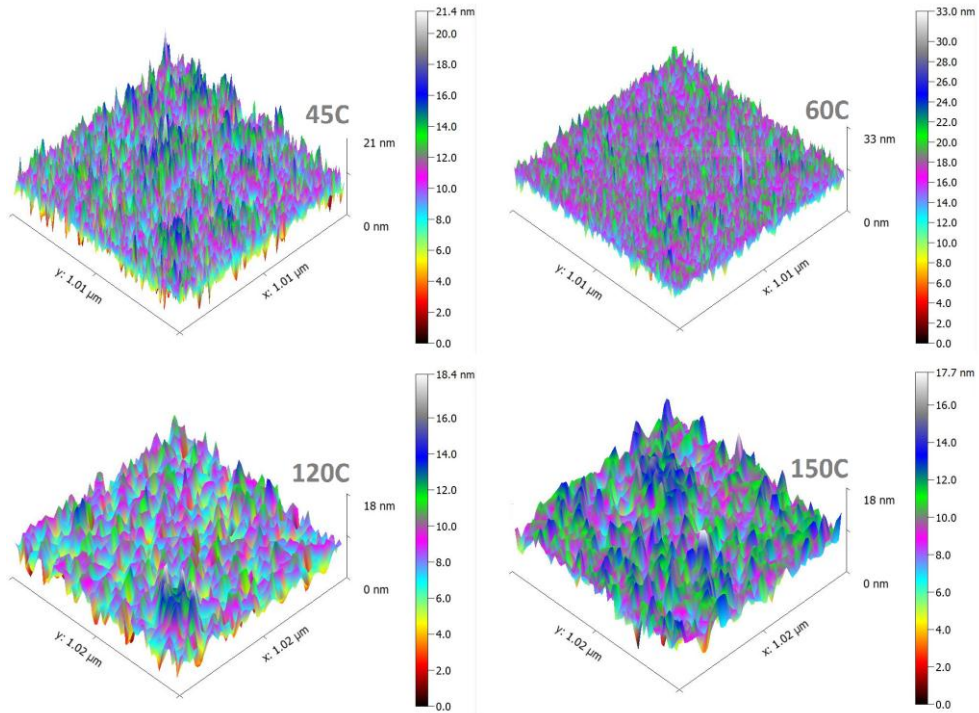 45C
21 nm
0 nm
y: 1.01 µm
x: 1.01 µm
21.4 nm
20.0
18.0
16.0
14.0
12.0
10.0
8.0
6.0
4.0
2.0
0.0
60C
33 nm
0 nm
y: 1.01 µm
x: 1.01 µm
33.0 nm
30.0
28.0
26.0
24.0
22.0
20.0
18.0
16.0
14.0
12.0
10.0
8.0
6.0
4.0
2.0
0.0
120C
18 nm
0 nm
y: 1.02 µm
x: 1.02 µm
18.4 nm
16.0
14.0
12.0
10.0
8.0
6.0
4.0
2.0
0.0
150C
18 nm
0 nm
y: 1.02 µm
x: 1.02 µm
17.7 nm
16.0
14.0
12.0
10.0
8.0
6.0
4.0
2.0
0.0